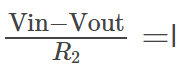 Vin−Vout / R₂ =I